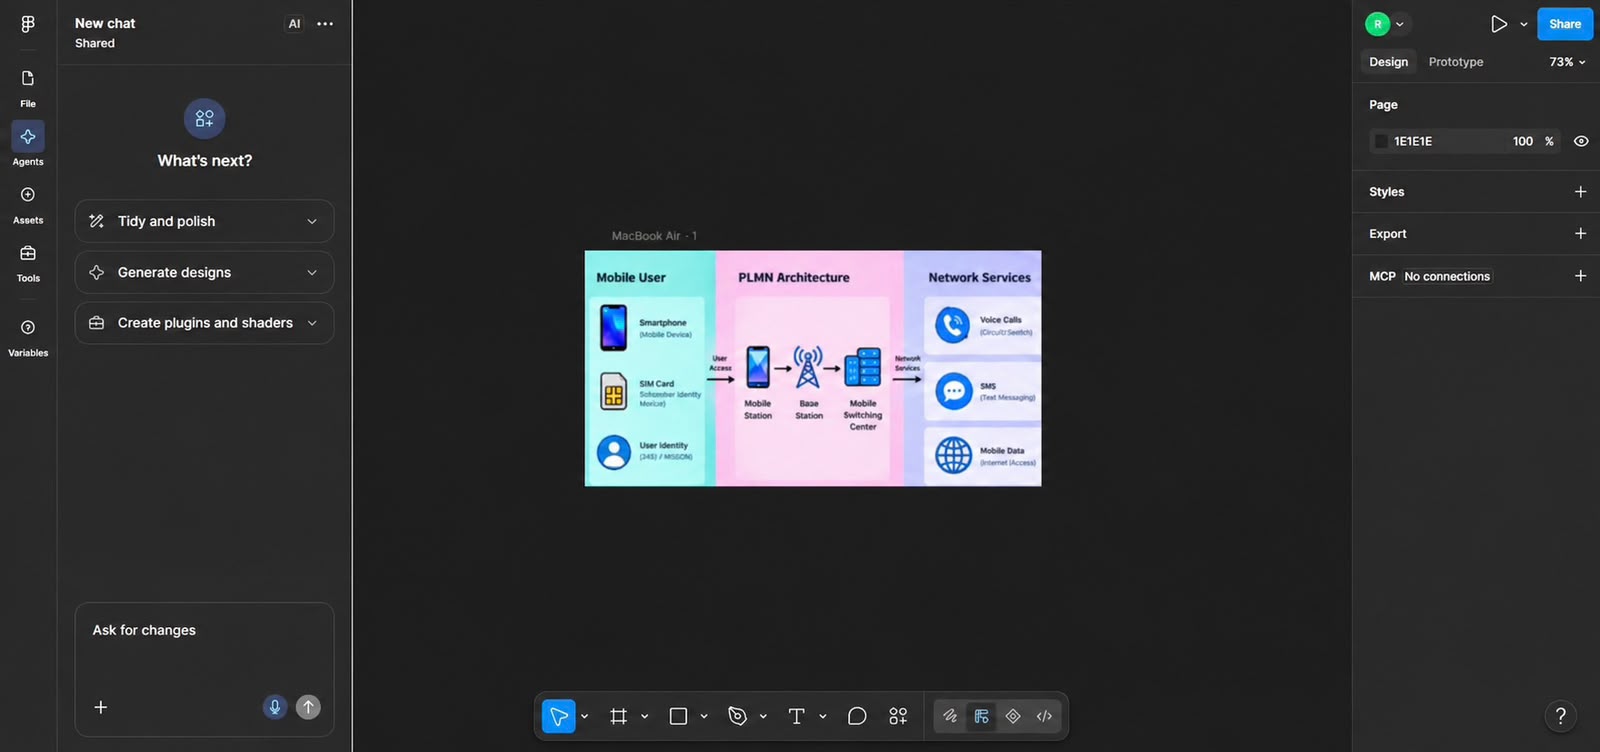 New chat
AI
Shared
File
Agents
Assets
Tools
Variables
What's next?
Tidy and polish
Generate designs
Create plugins and shaders
Ask for changes
MacBook Air - 1
Mobile User
Smartphone
(Mobile Device)
SIM Card
Identity
User Identity
User
Access
PLMN Architecture
Mobile
Station
Base
Station
Mobile
Switching
Center
Network
Services
Network Services
Voice Calls
SMS
(Text Messaging)
Mobile Data
(Internet (Access)
R
Share
Design
Prototype
73%
Page
1E1E1E
100
%
Styles
Export
MCP
No connections
?